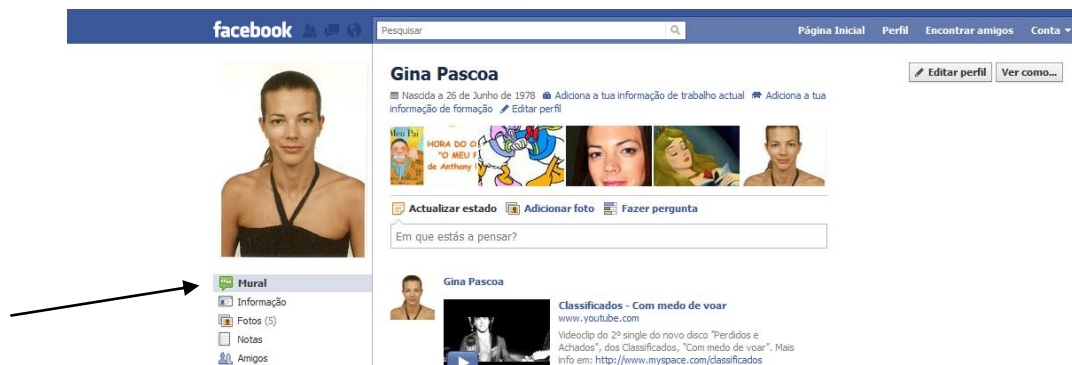 facebook
Pesquisar
Página Inicial Perfil Encontrar amigos Conta
Gina Pascoa
Editar perfil Ver como...
Nascida a 26 de Junho de 1978 Adiciona a tua informação de trabalho actual Adiciona a tua
informação de formação Editar perfil
Meu Pai
HORA DO
"O MEU
de Anthony
Actualizar estado Adicionar foto Fazer pergunta
Em que estás a pensar?
Mural
Informação
Fotos (5)
Notas
Amigos
Gina Pascoa
Classificados - Com medo de voar
www.youtube.com
Videoclip do 2º single do novo disco "Perdidos e
Achados", dos Classificados, "Com medo de voar". Mais
info em: http://www.myspace.com/classificados